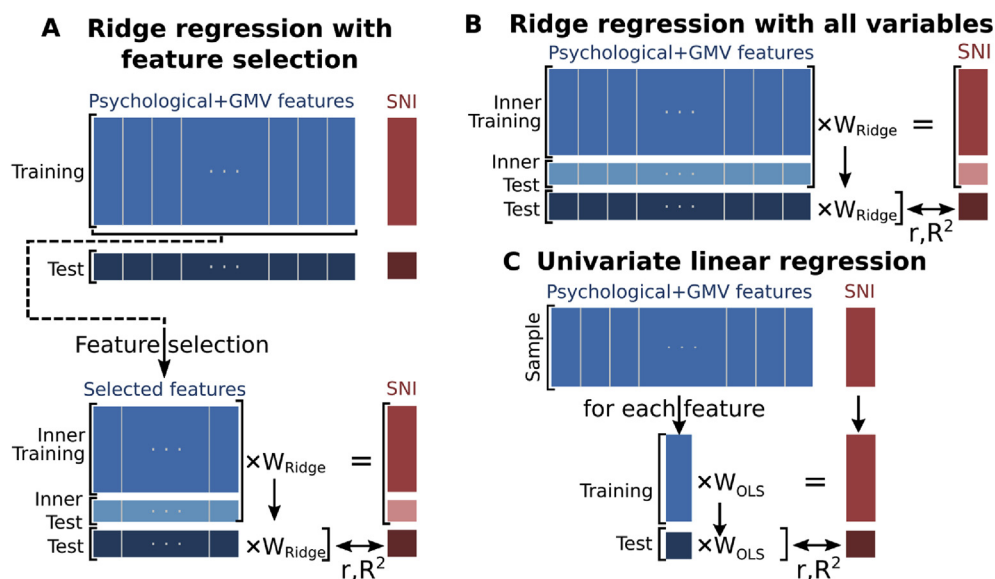 A Ridge regression with
feature selection
Psychological+GMV features SNI
Training
. . .
Test
. . .
Feature selection
Selected features SNI
Inner
Training
. . .
×W_Ridge =
Inner
Test
. . .
Test
. . .
×W_Ridge
r,R²
B Ridge regression with all variables
Psychological+GMV features SNI
Inner
Training
. . .
×W_Ridge =
Inner
Test
. . .
Test
. . .
×W_Ridge
r,R²
C Univariate linear regression
Psychological+GMV features SNI
Sample
. . .
for each feature
Training ×W_OLS =
Test ×W_OLS
r,R²